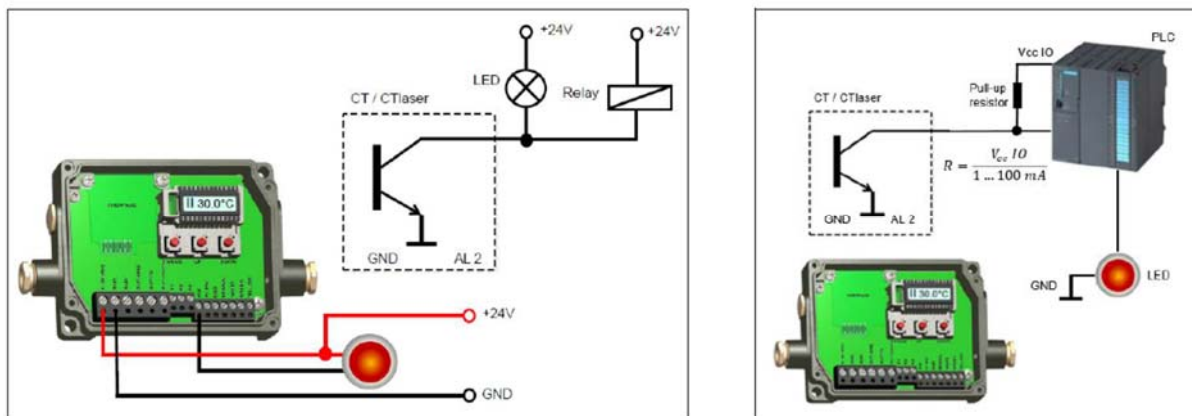 +24V
+24V
LED
Relay
CT / CTlaser
GND
AL 2
30.0°C
+24V
GND
PLC
Vcc IO
Pull-up
resistor
CT / CTlaser
R = Vcc IO
1 ... 100 mA
GND
AL 2
30.0°C
GND
LED